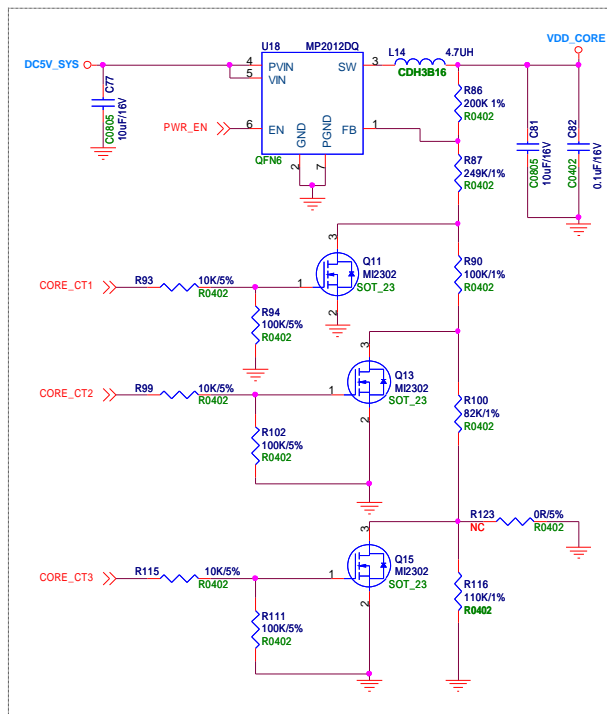 U18 MP2012DQ
L14 4.7UH
VDD_CORE
DC5V_SYS
4 PVIN SW 3
5 VIN
CDH3B16
C77
10uF/16V
C0805
R86
200K 1%
R0402
PWR_EN
6 EN FB 1
GND
PGND
QFN6
2
7
C81
10uF/16V
C0805
C82
0.1uF/16V
C0402
R87
249K/1%
R0402
3
Q11
MI2302
SOT_23
1
2
R90
100K/1%
R0402
CORE_CT1
R93 10K/5%
R0402
R94
100K/5%
R0402
3
Q13
MI2302
SOT_23
1
2
CORE_CT2
R99 10K/5%
R0402
R100
82K/1%
R0402
R102
100K/5%
R0402
R123 0R/5%
NC R0402
3
Q15
MI2302
SOT_23
1
2
CORE_CT3
R115 10K/5%
R0402
R116
110K/1%
R0402
R111
100K/5%
R0402